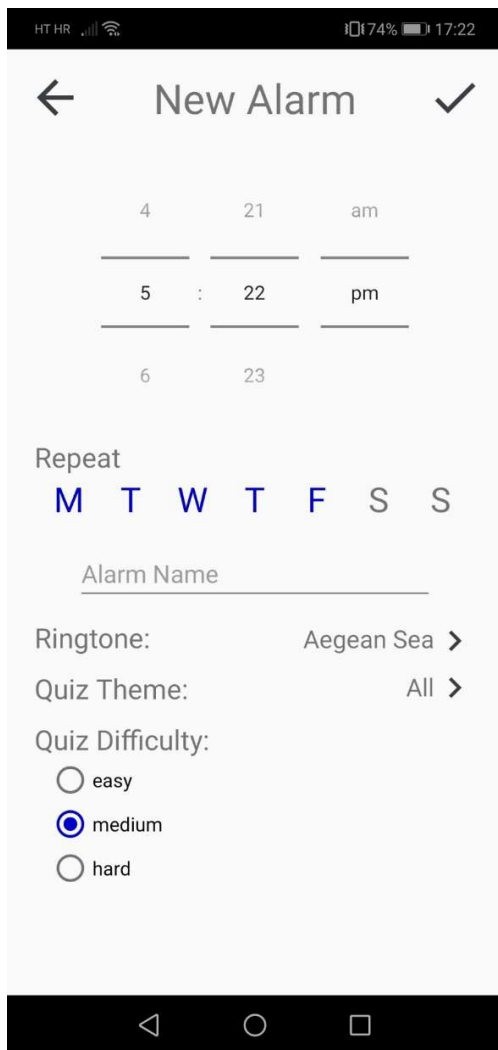 HT HR 74% 17:22
New Alarm
4 21 am
5 : 22 pm
6 23
Repeat
M T W T F S S
Alarm Name
Ringtone: Aegean Sea
Quiz Theme: All
Quiz Difficulty:
easy
medium
hard